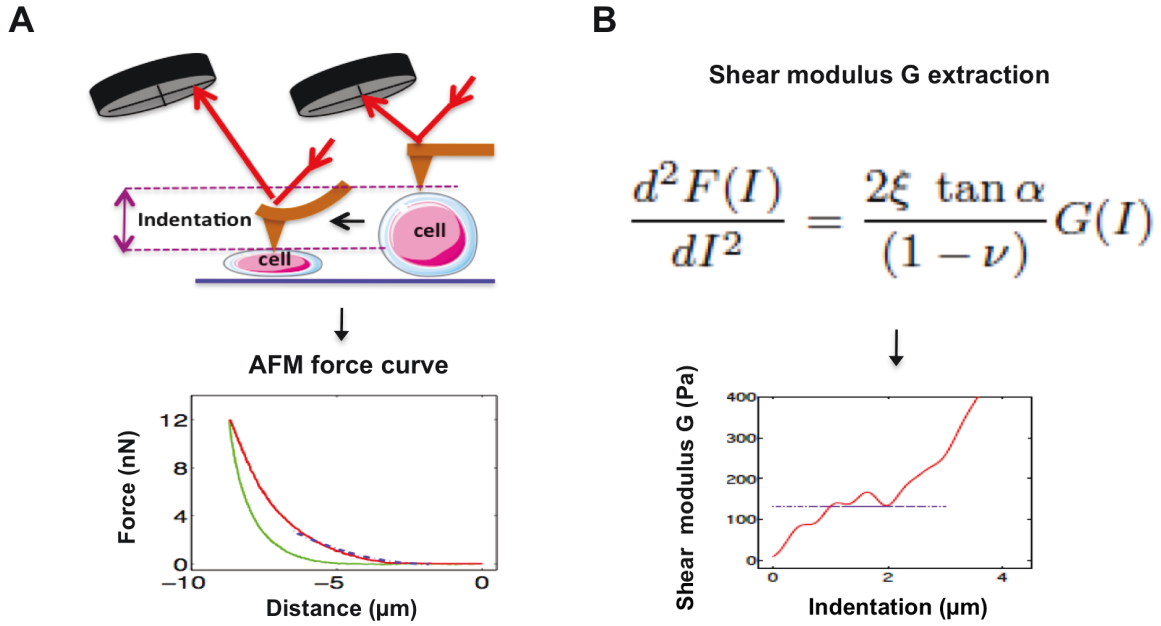 A
Indentation
cell
cell
AFM force curve
Force (nN)
12
8
4
0
−10
−5
0
Distance (µm)
B
Shear modulus G extraction
d²F(I)
dI²
=
2ξ tan α
(1 − ν)
G(I)
Shear modulus G (Pa)
400
300
200
100
0
0
2
4
Indentation (µm)